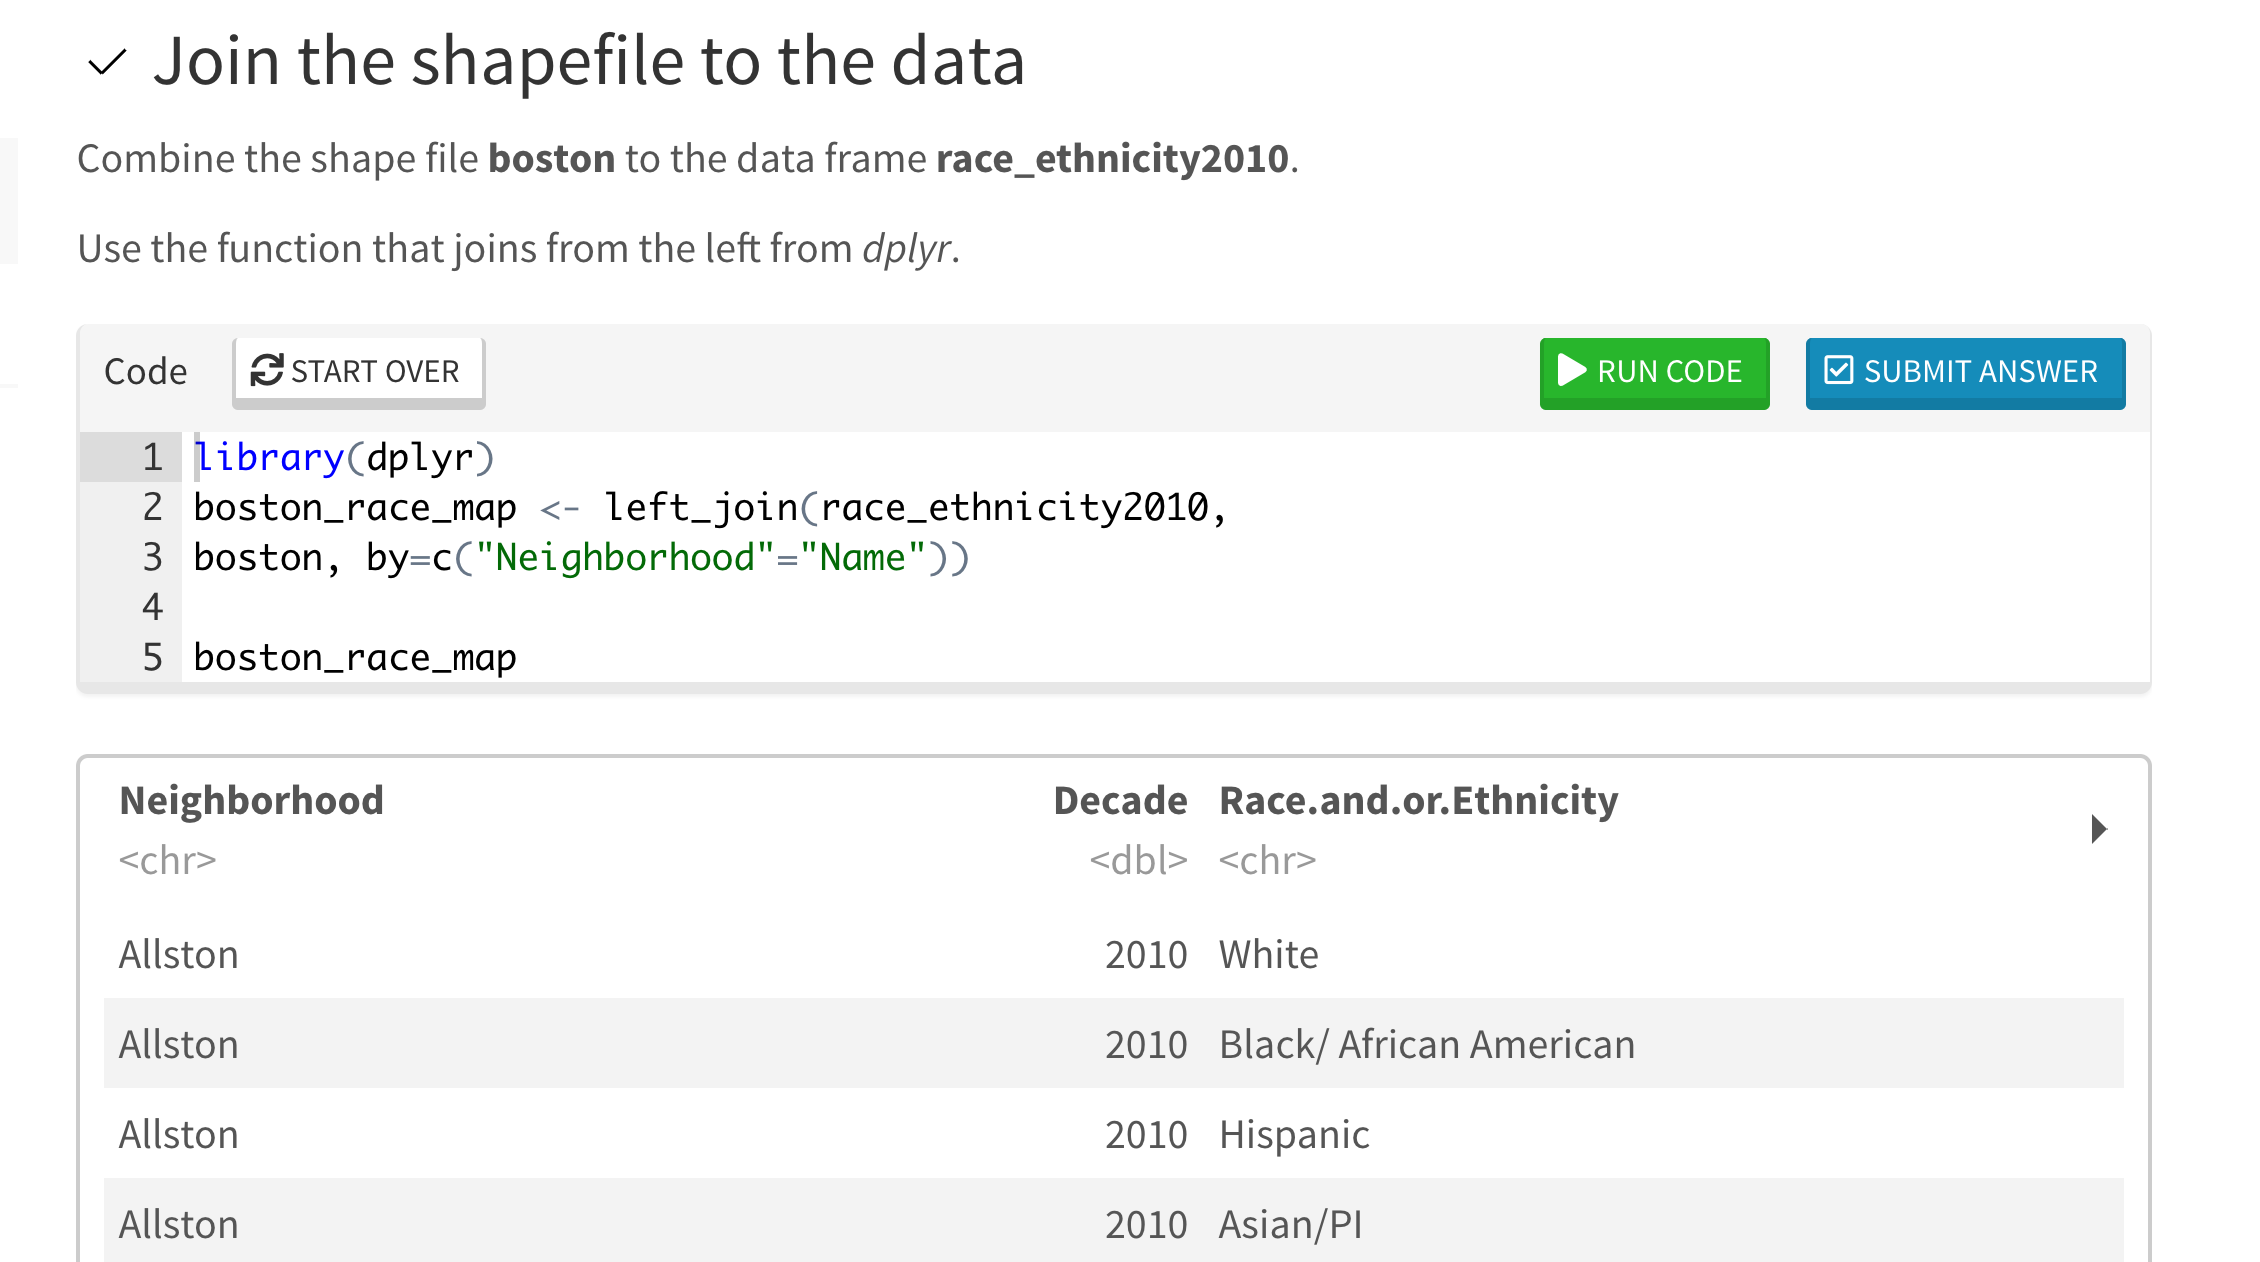 Join the shapefile to the data
Combine the shape file boston to the data frame race_ethnicity2010.
Use the function that joins from the left from dplyr.
Code START OVER RUN CODE SUBMIT ANSWER
1 library(dplyr)
2 boston_race_map <- left_join(race_ethnicity2010,
3 boston, by=c("Neighborhood"="Name"))
4
5 boston_race_map
Neighborhood Decade Race.and.or.Ethnicity
<chr> <dbl> <chr>
Allston 2010 White
Allston 2010 Black/ African American
Allston 2010 Hispanic
Allston 2010 Asian/PI